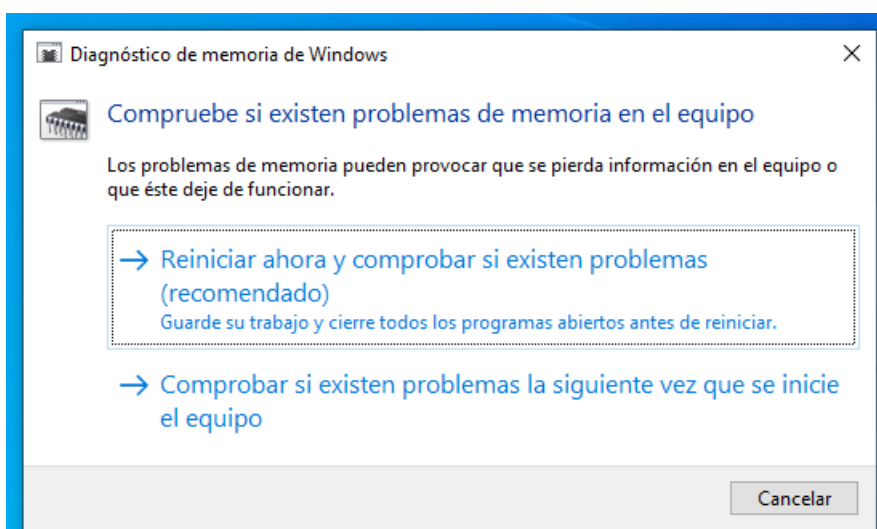 Diagnóstico de memoria de Windows
Compruebe si existen problemas de memoria en el equipo
Los problemas de memoria pueden provocar que se pierda información en el equipo o
que éste deje de funcionar.
Reiniciar ahora y comprobar si existen problemas
(recomendado)
Guarde su trabajo y cierre todos los programas abiertos antes de reiniciar.
Comprobar si existen problemas la siguiente vez que se inicie
el equipo
Cancelar